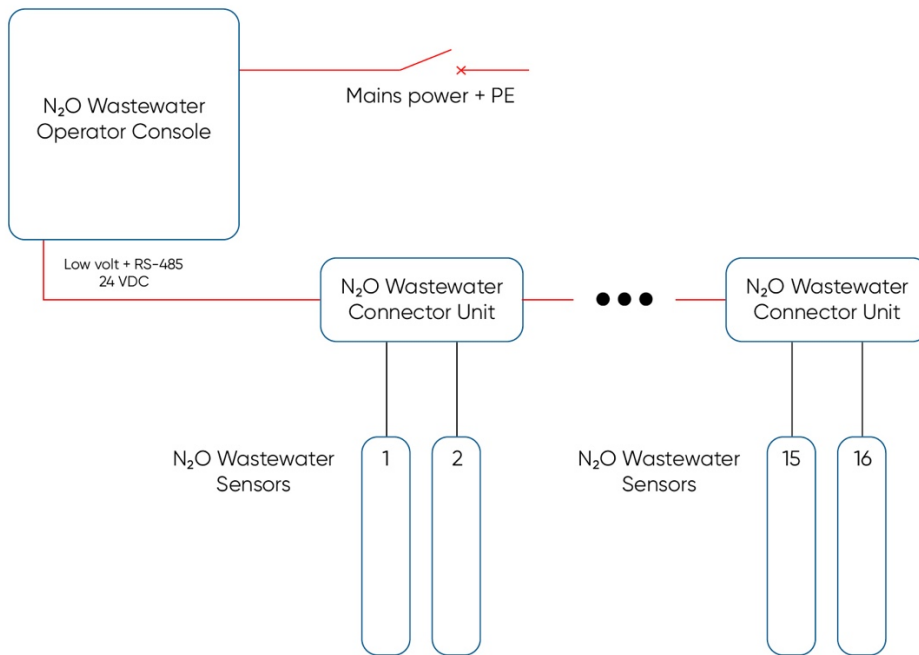 N₂O Wastewater
Operator Console
Mains power + PE
Low volt + RS-485
24 VDC
N₂O Wastewater
Connector Unit
N₂O Wastewater
Connector Unit
N₂O Wastewater
Sensors
1
2
N₂O Wastewater
Sensors
15
16